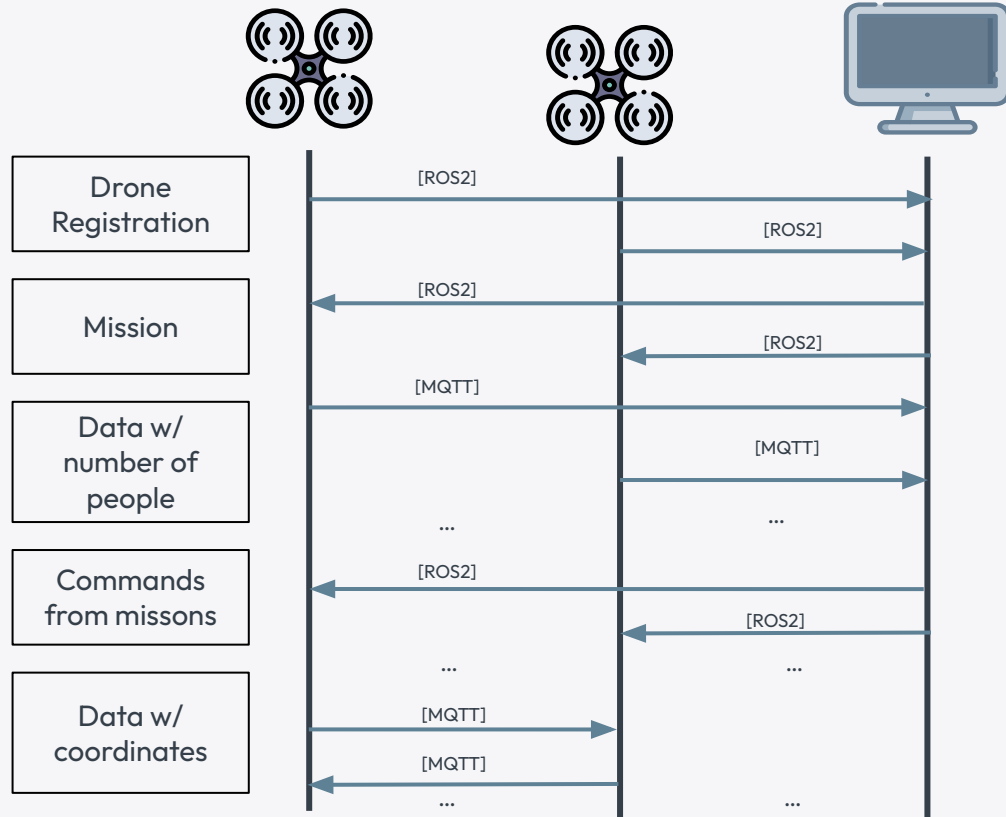 Drone
Registration
[ROS2]
[ROS2]
Mission
[ROS2]
[ROS2]
Data w/
number of
people
[MQTT]
[MQTT]
...
...
Commands
from missons
[ROS2]
[ROS2]
...
...
Data w/
coordinates
[MQTT]
[MQTT]
...
...